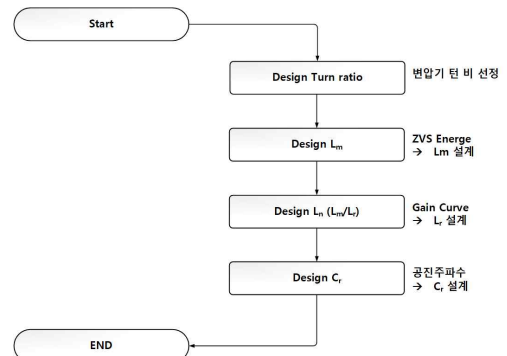 Start
Design Turn ratio
변압기 턴 비 선정
Design Lₘ
ZVS Energe
→ Lm 설계
Design Lₙ (Lₘ/Lᵣ)
Gain Curve
→ Lᵣ 설계
Design Cᵣ
공진주파수
→ Cᵣ 설계
END